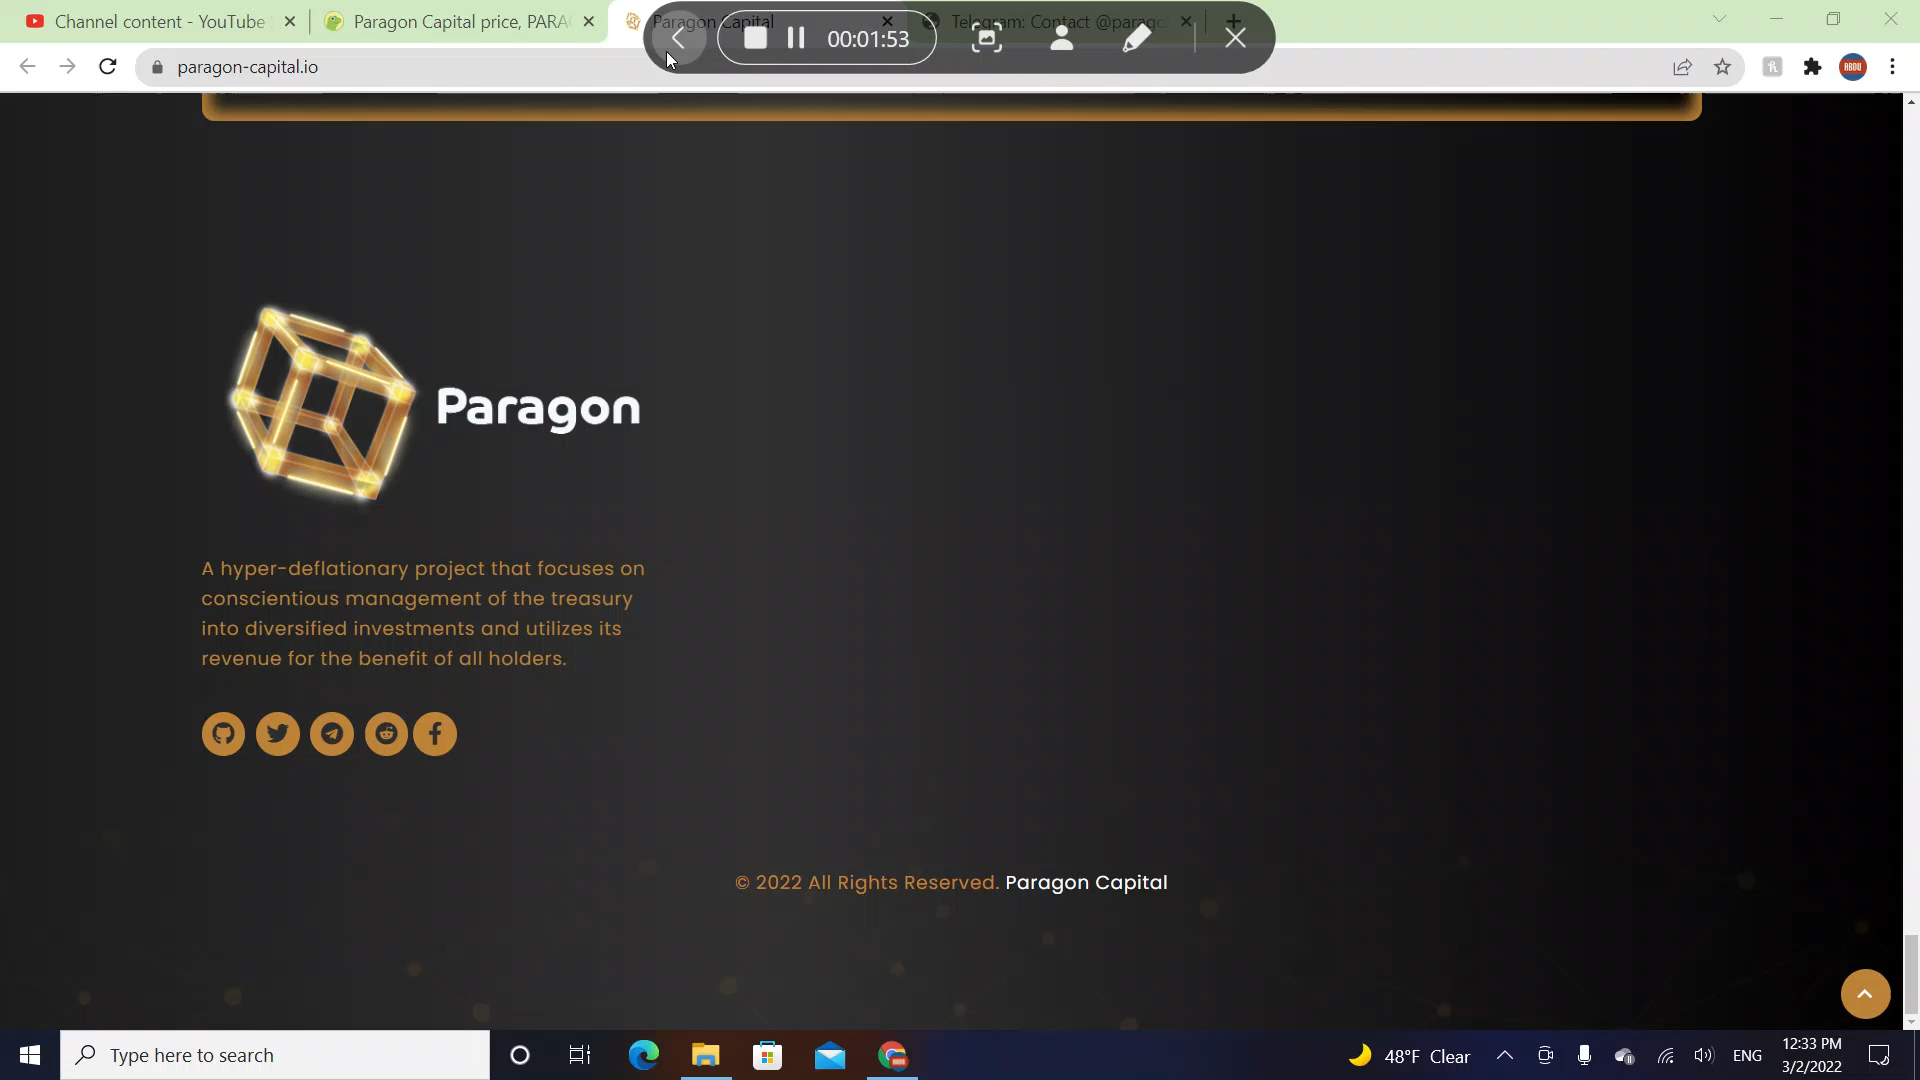 Channel content - YouTube
Paragon Capital price, PARA
Paragon Capital
Telegram: Contact @parag
00:01:53
paragon-capital.io
ABDU
Paragon
A hyper-deflationary project that focuses on
conscientious management of the treasury
into diversified investments and utilizes its
revenue for the benefit of all holders.
© 2022 All Rights Reserved. Paragon Capital
Type here to search
48°F Clear
ENG
12:33 PM
3/2/2022